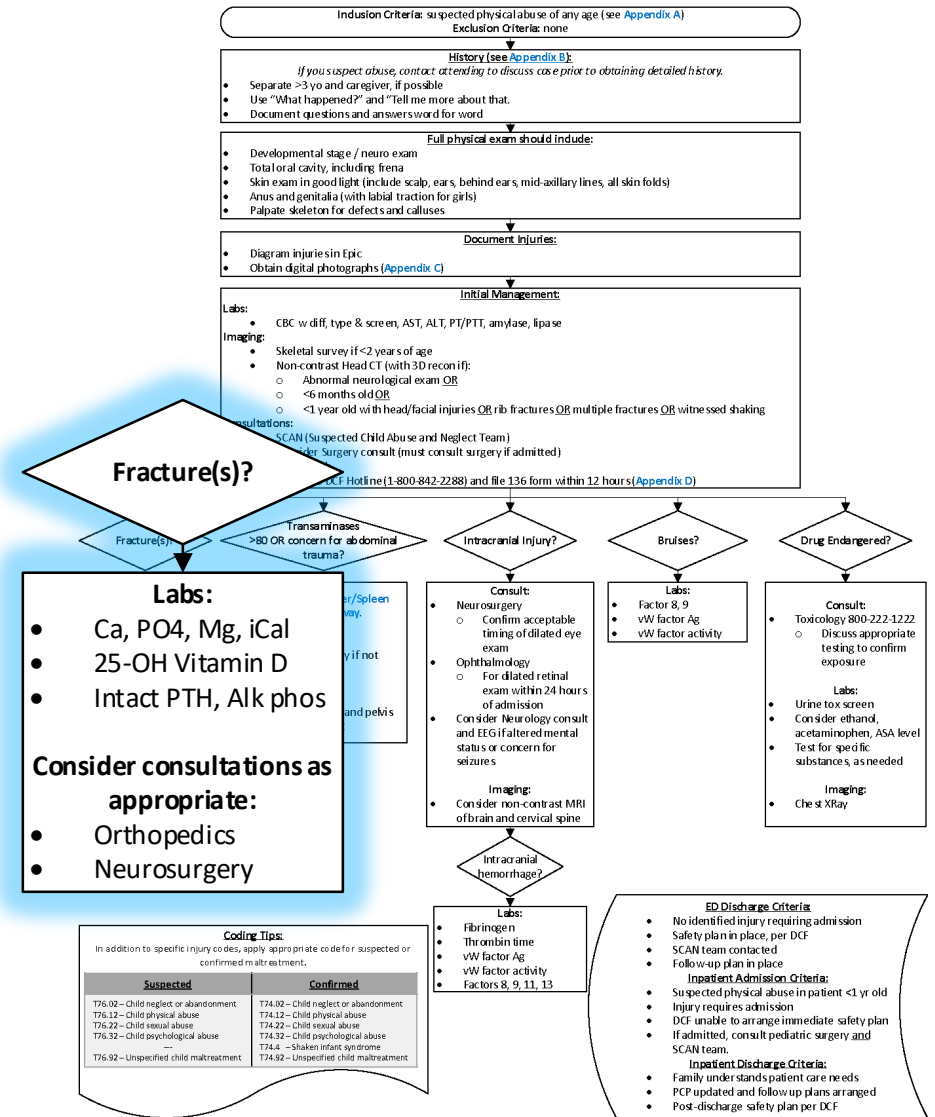 Inclusion Criteria: suspected physical abuse of any age (see Appendix A)
Exclusion Criteria: none
History (see Appendix B):
If you suspect abuse, contact attending to discuss case prior to obtaining detailed history.
• Separate >3 yo and caregiver, if possible
• Use “What happened?” and “Tell me more about that.
• Document questions and answers word for word
Full physical exam should include:
• Developmental stage / neuro exam
• Total oral cavity, including frena
• Skin exam in good light (include scalp, ears, behind ears, mid-axillary lines, all skin folds)
• Anus and genitalia (with labial traction for girls)
• Palpate skeleton for defects and calluses
Document Injuries:
• Diagram injuries in Epic
• Obtain digital photographs (Appendix C)
Initial Management:
Labs:
• CBC w diff, type & screen, AST, ALT, PT/PTT, amylase, lipase
Imaging:
• Skeletal survey if <2 years of age
• Non-contrast Head CT (with 3D recon if):
○ Abnormal neurological exam OR
○ <6 months old OR
○ <1 year old with head/facial injuries OR rib fractures OR multiple fractures OR witnessed shaking
SCAN (Suspected Child Abuse and Neglect Team)
Surgery consult (must consult surgery if admitted)
DCF Hotline (1-800-842-2288) and file 136 form within 12 hours (Appendix D)
Fracture(s)?
Labs:
• Ca, PO4, Mg, iCal
• 25-OH Vitamin D
• Intact PTH, Alk phos
Consider consultations as
appropriate:
• Orthopedics
• Neurosurgery
Fracture(s)?
Transaminases
>80 OR concern for abdominal
trauma?
/Spleen
if not
and pelvis
Intracranial Injury?
Consult:
• Neurosurgery
○ Confirm acceptable
timing of dilated eye
exam
• Ophthalmology
○ For dilated retinal
exam within 24 hours
of admission
• Consider Neurology consult
and EEG if altered mental
status or concern for
seizures
Imaging:
• Consider non-contrast MRI
of brain and cervical spine
Intracranial
hemorrhage?
Labs:
• Fibrinogen
• Thrombin time
• vW factor Ag
• vW factor activity
• Factors 8, 9, 11, 13
Bruises?
Labs:
• Factor 8, 9
• vW factor Ag
• vW factor activity
Drug Endangered?
Consult:
• Toxicology 800-222-1222
○ Discuss appropriate
testing to confirm
exposure
Labs:
• Urine tox screen
• Consider ethanol,
acetaminophen, ASA level
• Test for specific
substances, as needed
Imaging:
• Chest XRay
Coding Tips:
In addition to specific injury codes, apply appropriate code for suspected or
confirmed maltreatment.
Suspected
T76.02 – Child neglect or abandonment
T76.12 – Child physical abuse
T76.22 – Child sexual abuse
T76.32 – Child psychological abuse
---
T76.92 – Unspecified child maltreatment
Confirmed
T74.02 – Child neglect or abandonment
T74.12 – Child physical abuse
T74.22 – Child sexual abuse
T74.32 – Child psychological abuse
T74.4 – Shaken infant syndrome
T74.92 – Unspecified child maltreatment
ED Discharge Criteria:
• No identified injury requiring admission
• Safety plan in place, per DCF
• SCAN team contacted
• Follow-up plan in place
Inpatient Admission Criteria:
• Suspected physical abuse in patient <1 yr old
• Injury requires admission
• DCF unable to arrange immediate safety plan
• If admitted, consult pediatric surgery and
SCAN team.
Inpatient Discharge Criteria:
• Family understands patient care needs
• PCP updated and follow up plans arranged
• Post-discharge safety plan per DCF